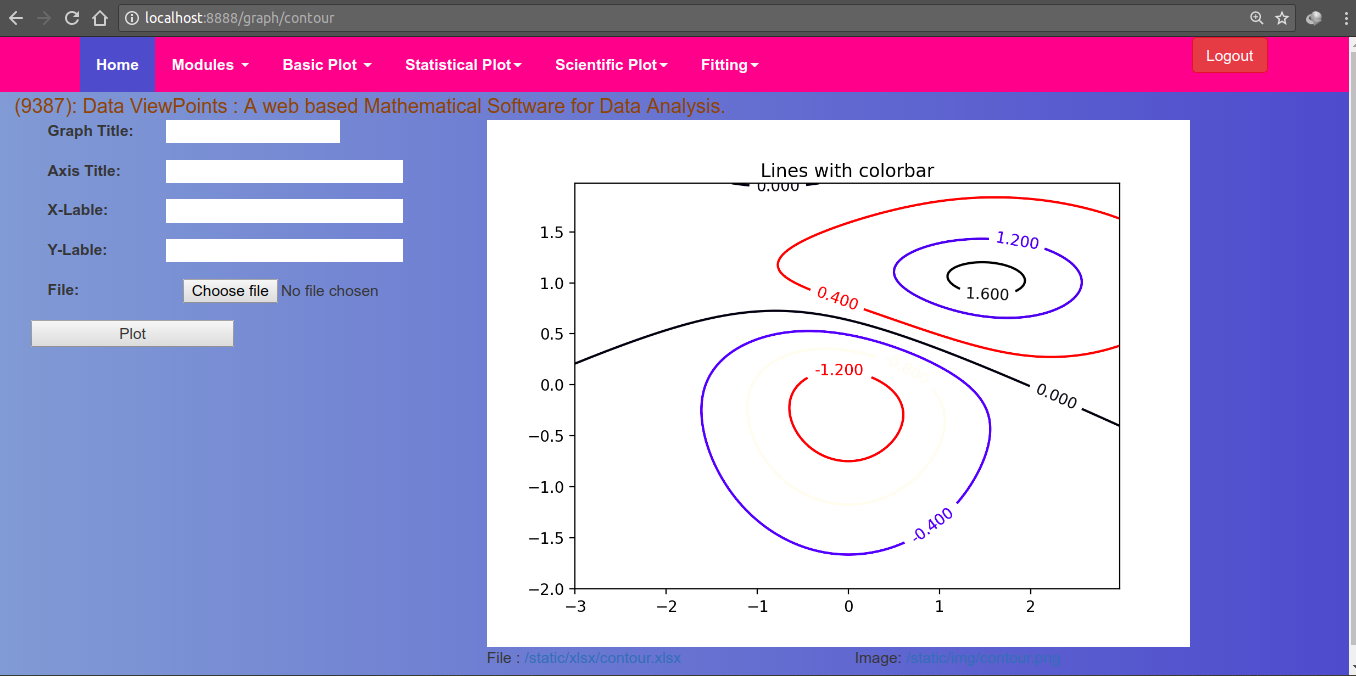 localhost:8888/graph/contour
Home Modules Basic Plot Statistical Plot Scientific Plot Fitting Logout
(9387): Data ViewPoints : A web based Mathematical Software for Data Analysis.
Graph Title:
Axis Title:
X-Lable:
Y-Lable:
File: Choose file No file chosen
Plot
Lines with colorbar
0.000
1.200
0.400
1.600
-1.200
0.000
-0.400
1.5
1.0
0.5
0.0
−0.5
−1.0
−1.5
−2.0
−3 −2 −1 0 1 2
File : /static/xlsx/contour.xlsx Image: /static/img/contour.png